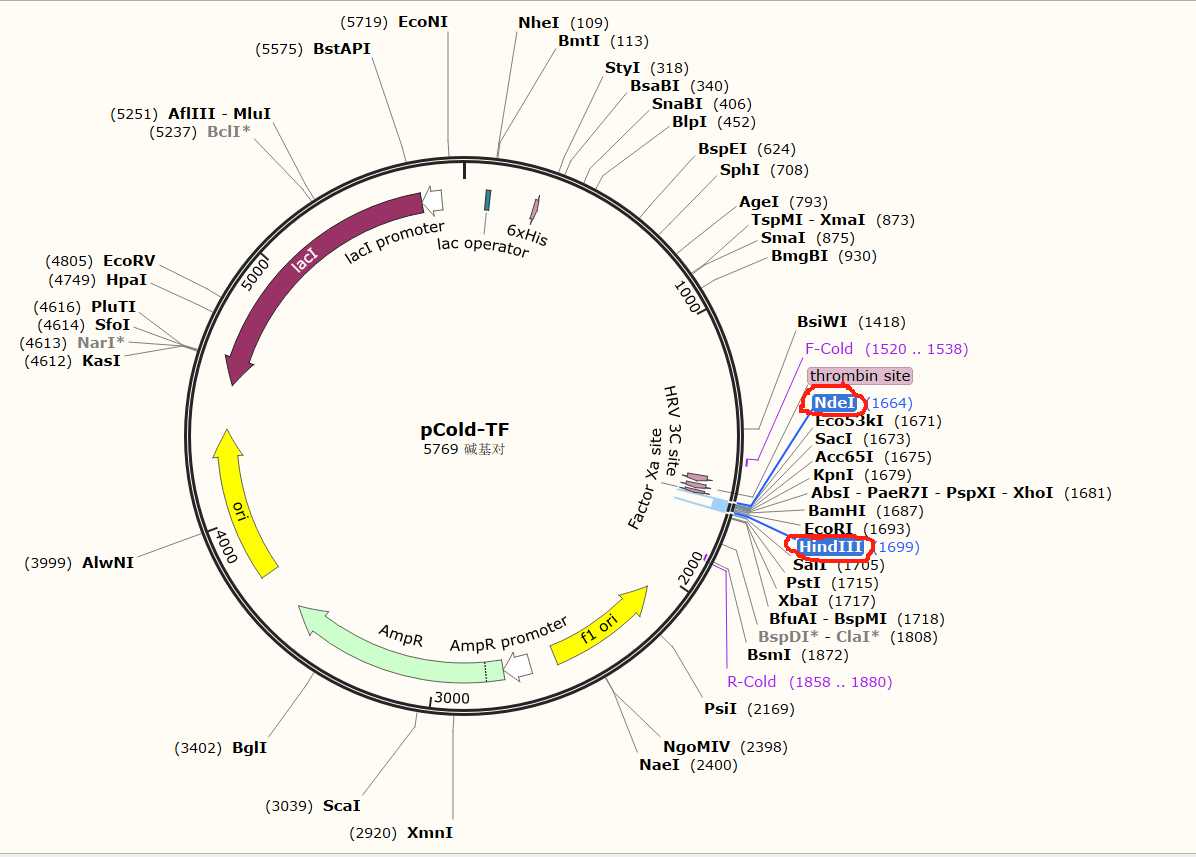 (5719) EcoNI
NheI (109)
BmtI (113)
(5575) BstAPI
StyI (318)
BsaBI (340)
SnaBI (406)
BlpI (452)
(5251) AflIII - MluI
(5237) BclI*
BspEI (624)
SphI (708)
AgeI (793)
TspMI - XmaI (873)
SmaI (875)
BmgBI (930)
lacI promoter
lac operator
6xHis
lacI
5000
1000
(4805) EcoRV
(4749) HpaI
(4616) PluTI
(4614) SfoI
(4613) NarI*
(4612) KasI
BsiWI (1418)
F-Cold (1520 .. 1538)
thrombin site
NdeI (1664)
Eco53kI (1671)
SacI (1673)
Acc65I (1675)
KpnI (1679)
AbsI - PaeR7I - PspXI - XhoI (1681)
BamHI (1687)
EcoRI (1693)
HindIII (1699)
SalI (1705)
PstI (1715)
XbaI (1717)
BfuAI - BspMI (1718)
BspDI* - ClaI* (1808)
BsmI (1872)
R-Cold (1858 .. 1880)
pCold-TF
5769 碱基对
HRV 3C site
Factor Xa site
ori
4000
2000
(3999) AlwNI
AmpR
AmpR promoter
f1 ori
3000
PsiI (2169)
NgoMIV (2398)
NaeI (2400)
(3402) BglI
(3039) ScaI
(2920) XmnI